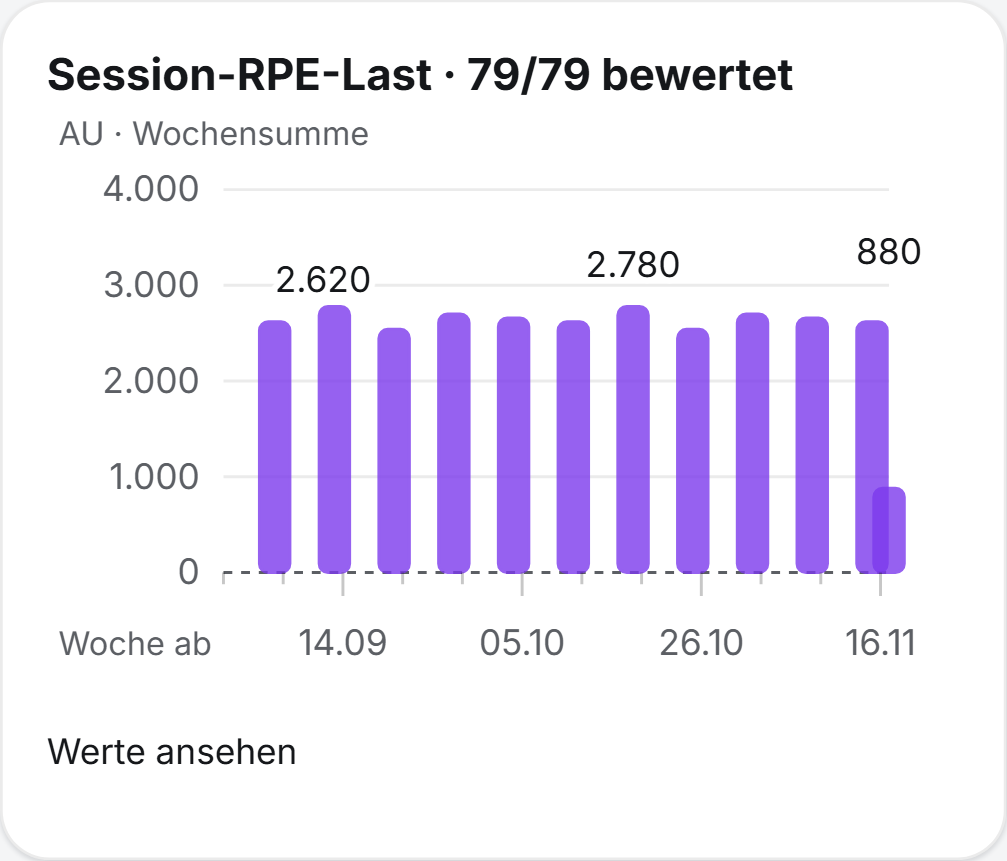 Session-RPE-Last · 79/79 bewertet
AU · Wochensumme
4.000
880
2.780
2.620
3.000
2.000
1.000
0
Woche ab 14.09 05.10 26.10 16.11
Werte ansehen